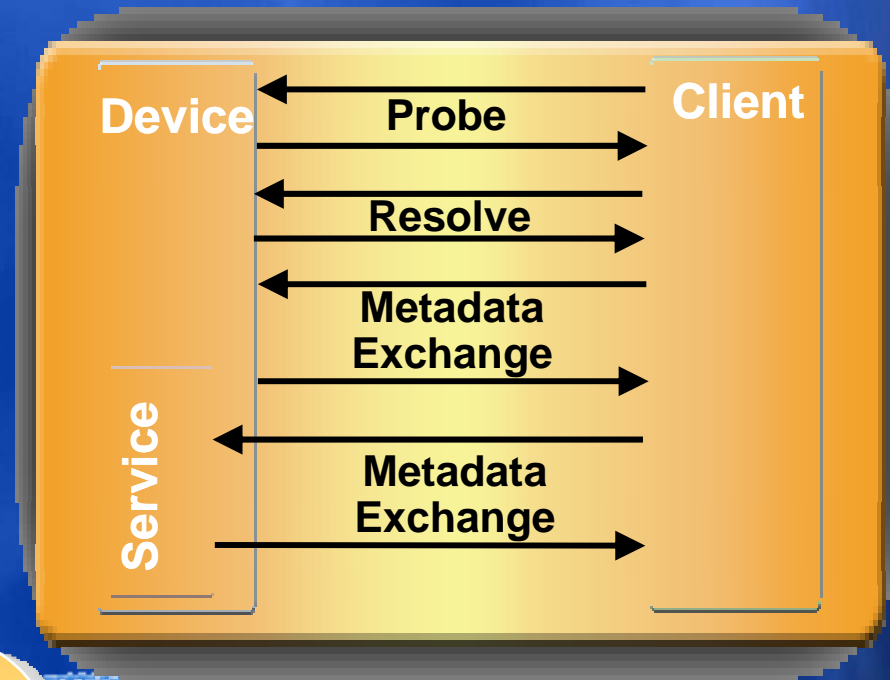 Device
Probe
Client
Resolve
Metadata
Exchange
Service
Metadata
Exchange